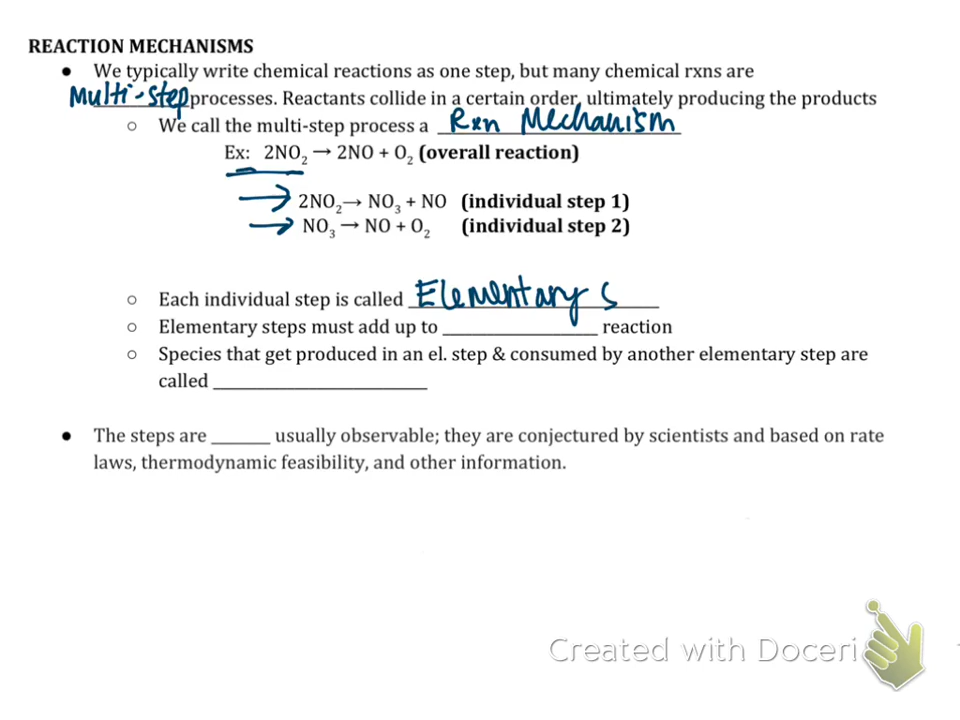 REACTION MECHANISMS
● We typically write chemical reactions as one step, but many chemical rxns are
Multi-Step processes. Reactants collide in a certain order, ultimately producing the products
○ We call the multi-step process a Rxn Mechanism
Ex: 2NO₂ → 2NO + O₂ (overall reaction)
→ 2NO₂→ NO₃ + NO (individual step 1)
→ NO₃ → NO + O₂ (individual step 2)
○ Each individual step is called Elementary S
○ Elementary steps must add up to __________________ reaction
○ Species that get produced in an el. step & consumed by another elementary step are
called _________________________
● The steps are _______ usually observable; they are conjectured by scientists and based on rate
laws, thermodynamic feasibility, and other information.
Created with Doceri